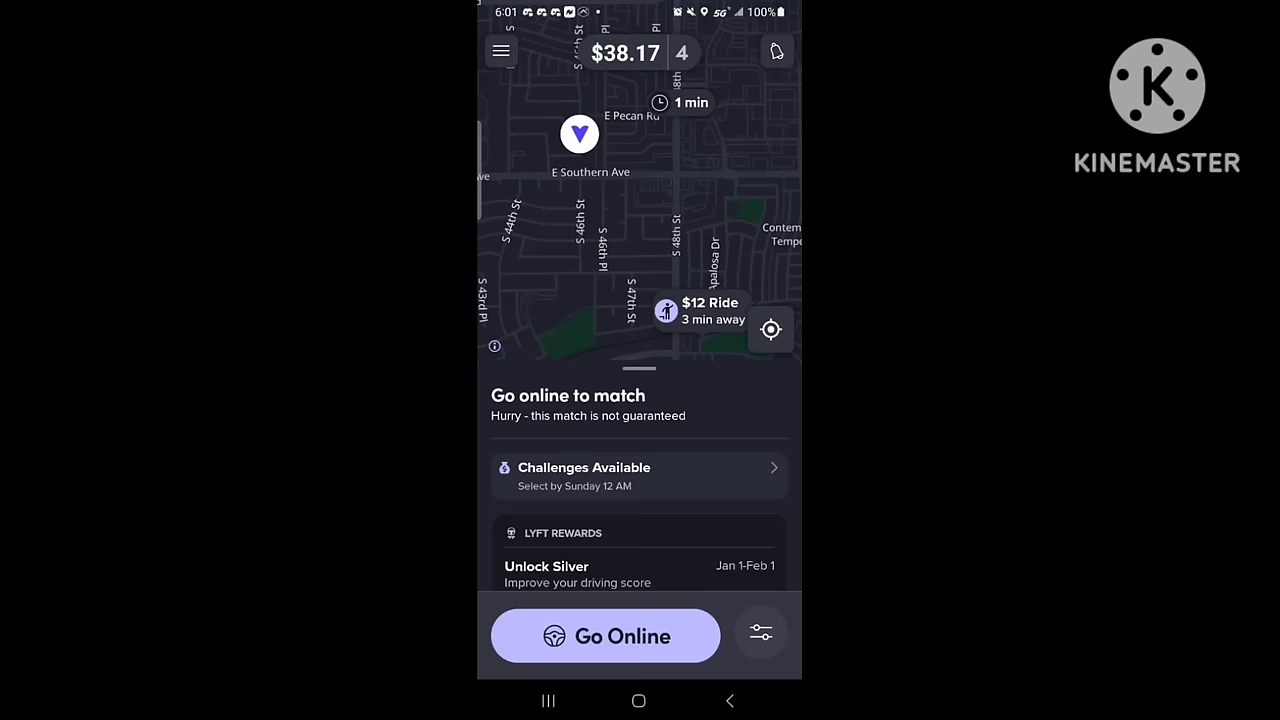 6:01
5G
100%
$38.17
4
1 min
E Pecan Rd
E Southern Ave
S 44th St
S 46th St
S 46th Pl
S 48th St
S 43rd Pl
S 47th St
Apalosa Dr
Contem
Tempe
$12 Ride
3 min away
Go online to match
Hurry - this match is not guaranteed
Challenges Available
Select by Sunday 12 AM
LYFT REWARDS
Unlock Silver
Jan 1-Feb 1
Improve your driving score
Go Online
K
KINEMASTER